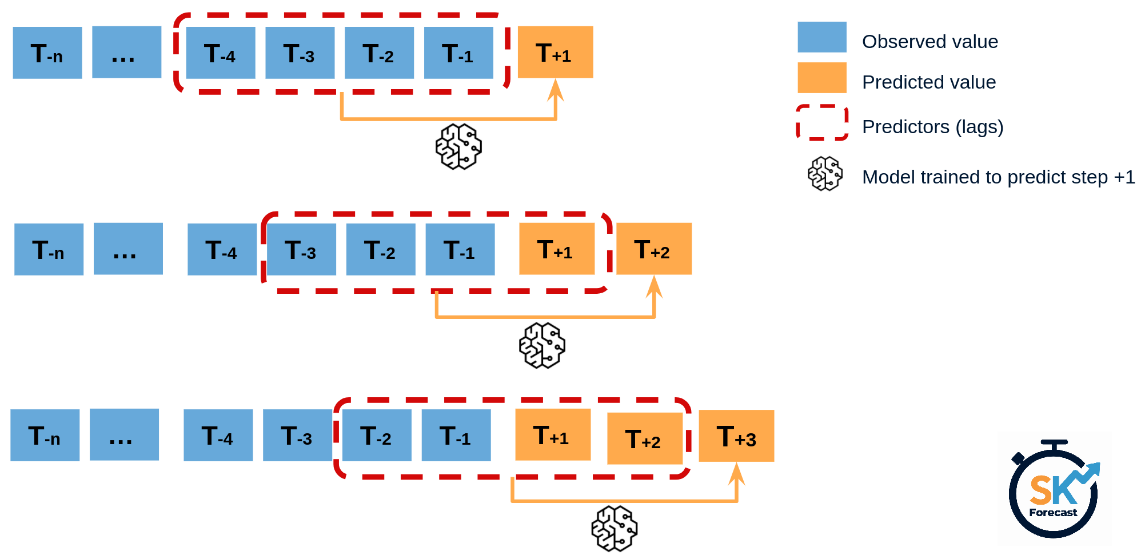 T-n ... T-4 T-3 T-2 T-1 T+1
Observed value
Predicted value
Predictors (lags)
Model trained to predict step +1
T-n ... T-4 T-3 T-2 T-1 T+1 T+2
T-n ... T-4 T-3 T-2 T-1 T+1 T+2 T+3
SK
Forecast